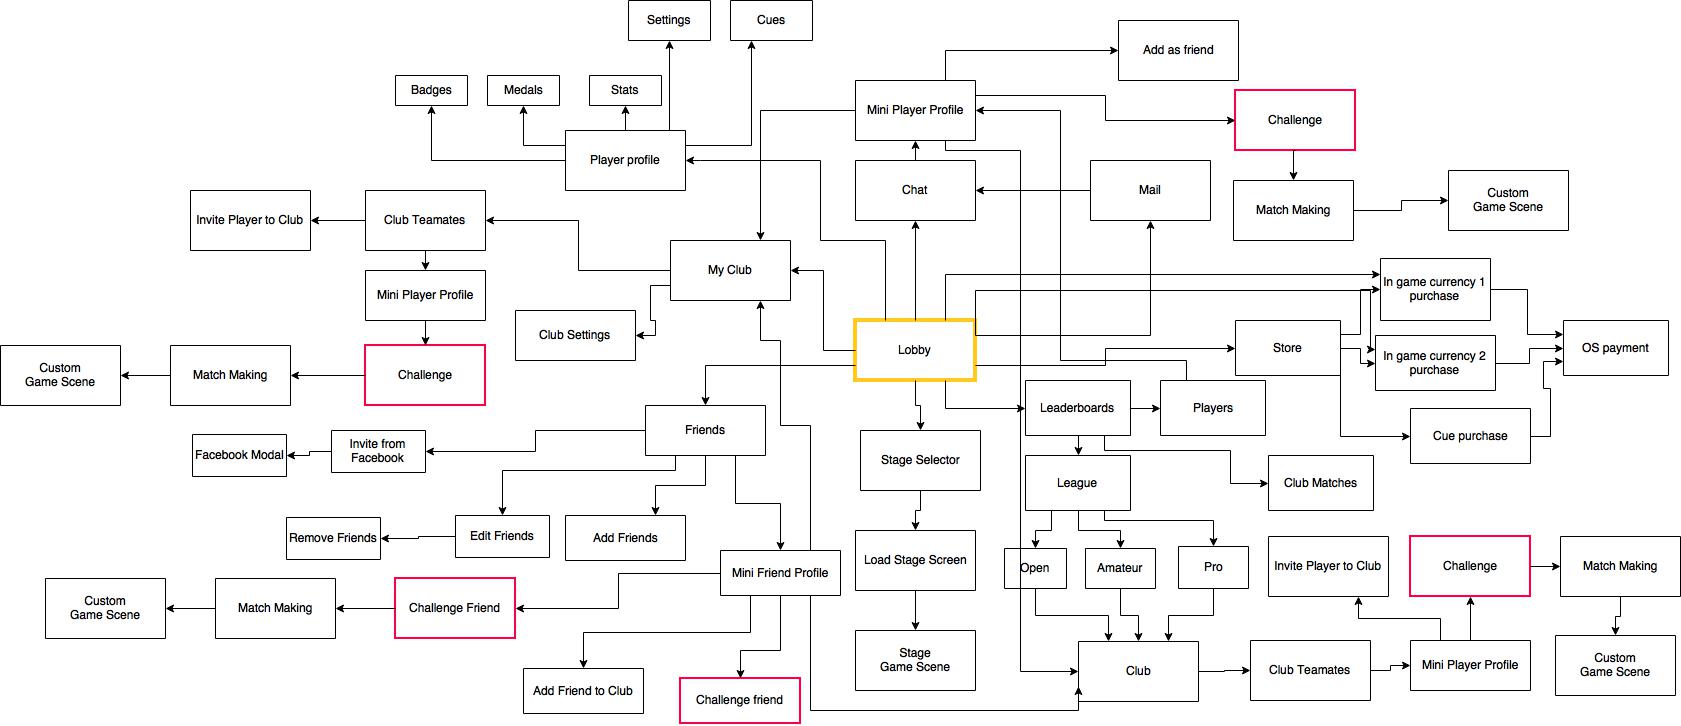 Settings
Cues
Add as friend
Badges
Medals
Stats
Mini Player Profile
Challenge
Player profile
Chat
Mail
Match Making
Custom
Game Scene
Invite Player to Club
Club Teamates
My Club
Mini Player Profile
In game currency 1
purchase
Club Settings
Lobby
Store
In game currency 2
purchase
OS payment
Custom
Game Scene
Match Making
Challenge
Friends
Leaderboards
Players
Cue purchase
Facebook Modal
Invite from
Facebook
Stage Selector
League
Club Matches
Remove Friends
Edit Friends
Add Friends
Mini Friend Profile
Load Stage Screen
Open
Amateur
Pro
Invite Player to Club
Challenge
Match Making
Custom
Game Scene
Match Making
Challenge Friend
Stage
Game Scene
Club
Club Teamates
Mini Player Profile
Custom
Game Scene
Add Friend to Club
Challenge friend